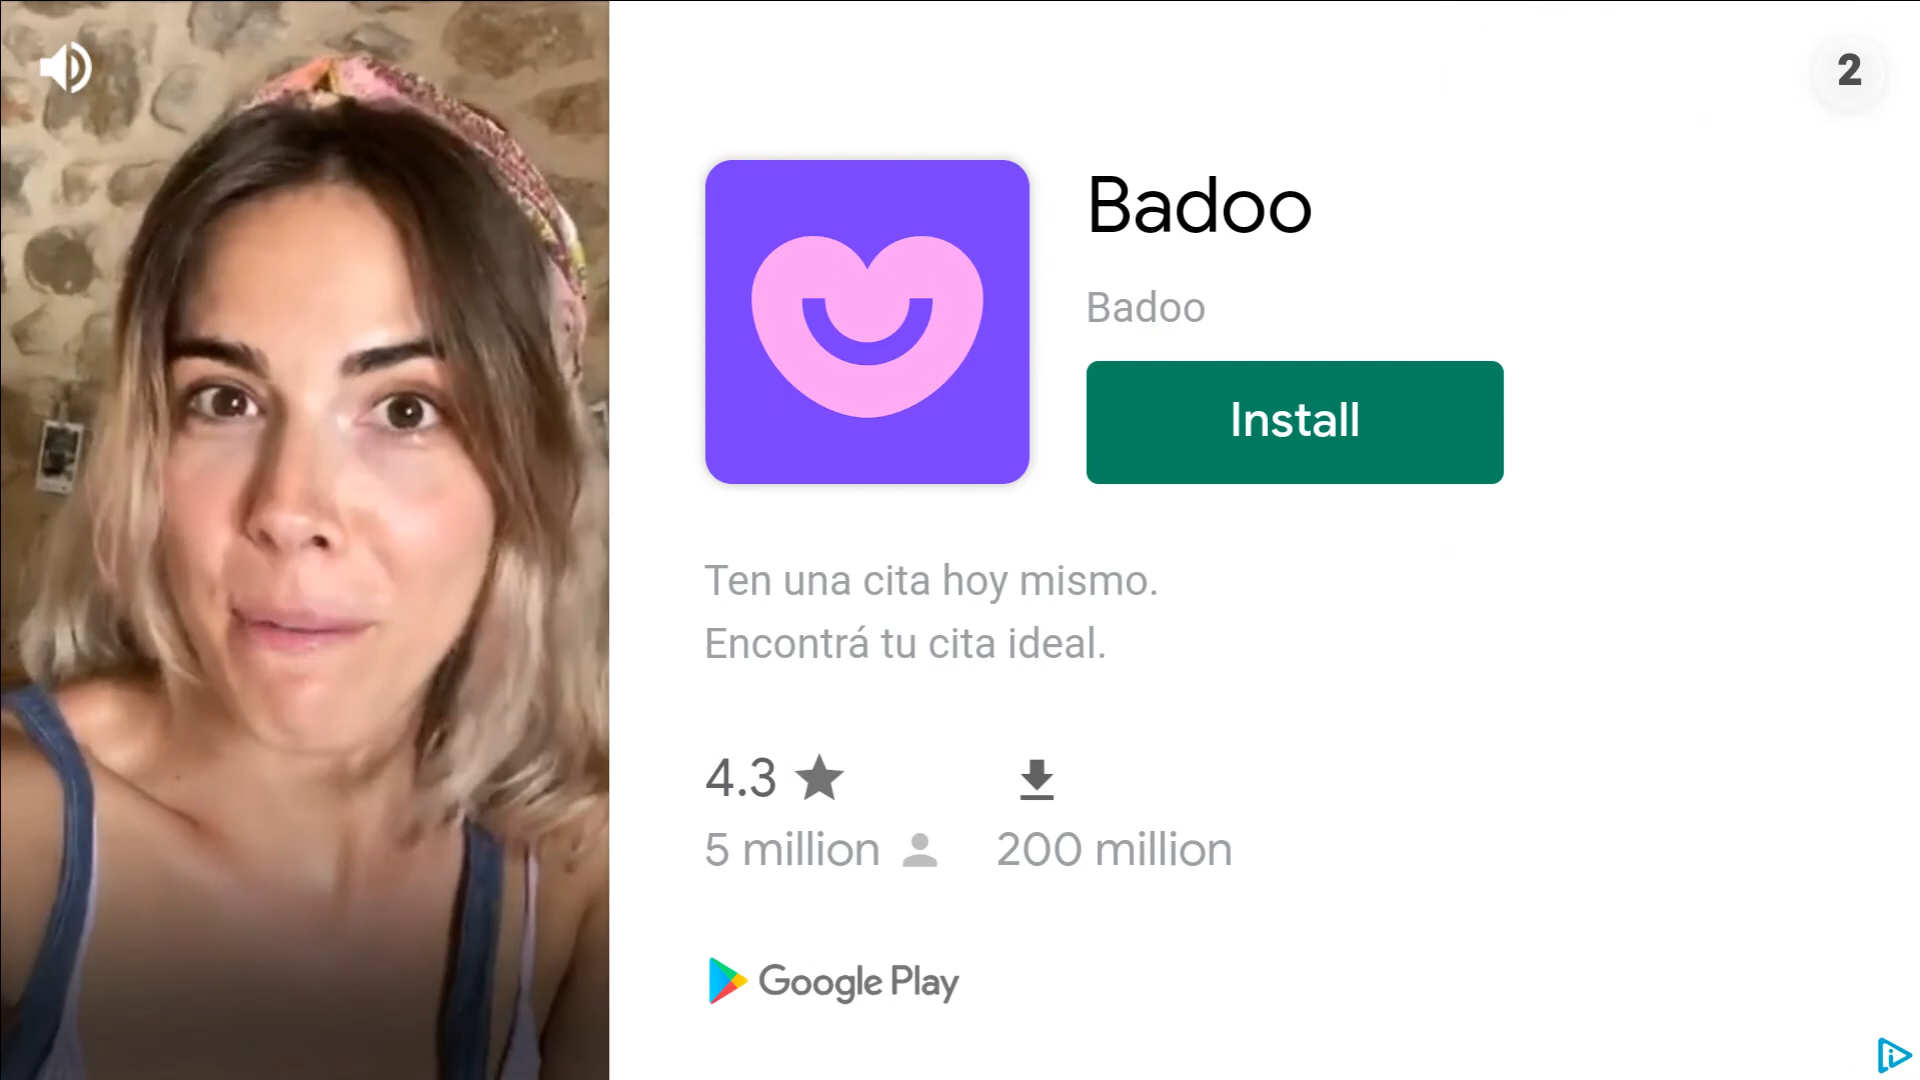 2
Badoo
Badoo
Install
Ten una cita hoy mismo.
Encontrá tu cita ideal.
4.3
5 million
200 million
Google Play